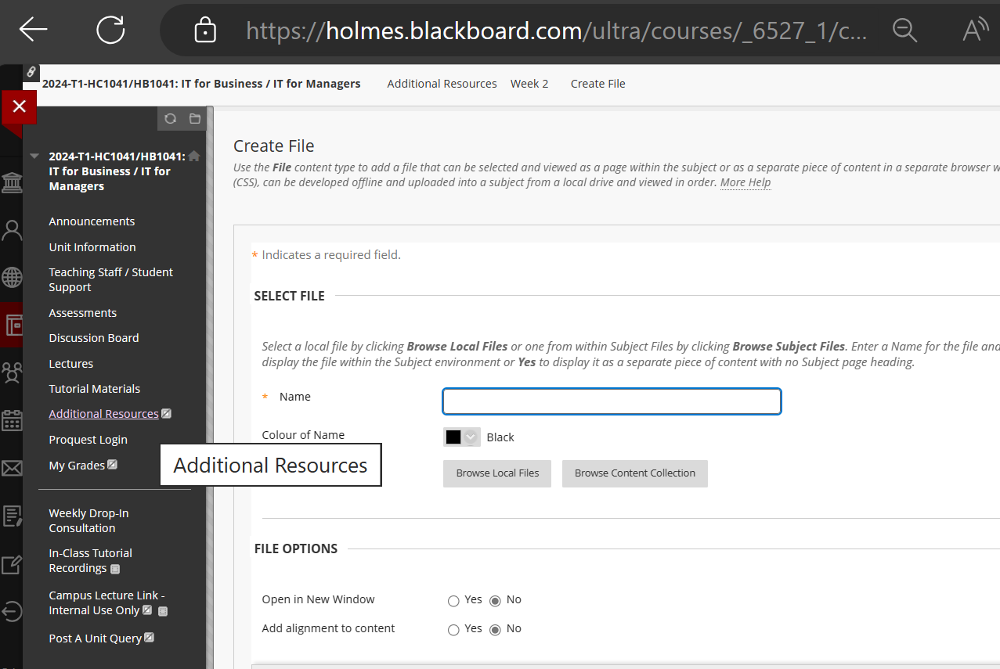 https://holmes.blackboard.com/ultra/courses/_6527_1/c...
2024-T1-HC1041/HB1041: IT for Business / IT for Managers
Additional Resources
Week 2
Create File
2024-T1-HC1041/HB1041:
IT for Business / IT for
Managers
Announcements
Unit Information
Teaching Staff / Student
Support
Assessments
Discussion Board
Lectures
Tutorial Materials
Additional Resources
Proquest Login
My Grades
Additional Resources
Weekly Drop-In
Consultation
In-Class Tutorial
Recordings
Campus Lecture Link -
Internal Use Only
Post A Unit Query
Create File
Use the File content type to add a file that can be selected and viewed as a page within the subject or as a separate piece of content in a separate browser w
(CSS), can be developed offline and uploaded into a subject from a local drive and viewed in order. More Help
* Indicates a required field.
SELECT FILE
Select a local file by clicking Browse Local Files or one from within Subject Files by clicking Browse Subject Files. Enter a Name for the file and
display the file within the Subject environment or Yes to display it as a separate piece of content with no Subject page heading.
* Name
Colour of Name
Black
Browse Local Files
Browse Content Collection
FILE OPTIONS
Open in New Window
Yes No
Add alignment to content
Yes No